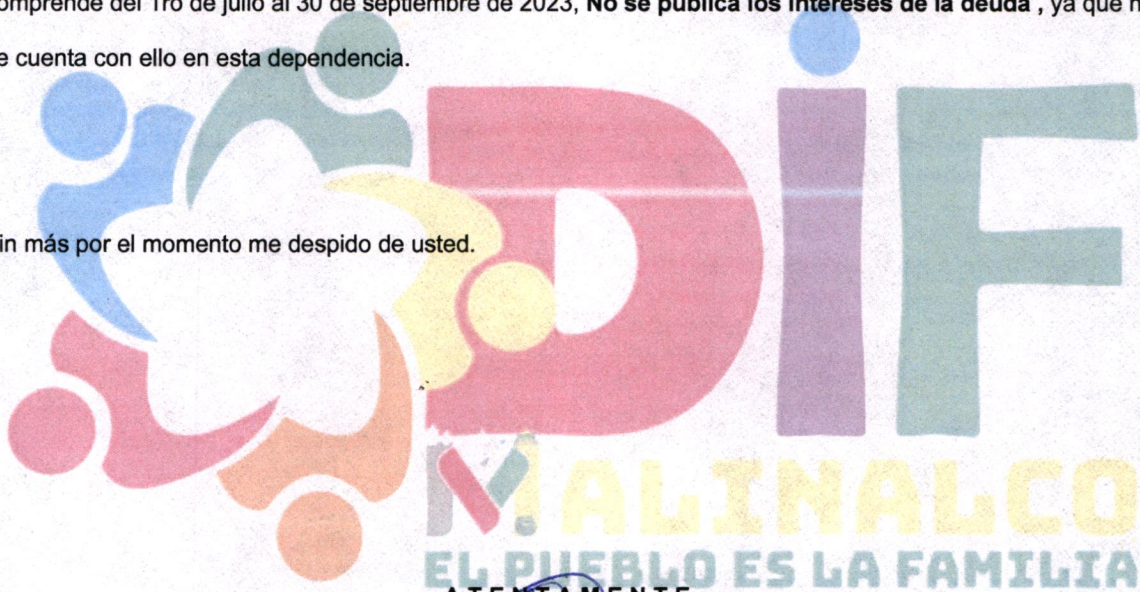 omprende del 1ro de julio al 30 de septiembre de 2023, No se publica los intereses de la deuda , ya que n
e cuenta con ello en esta dependencia.
in más por el momento me despido de usted.
DiF
MALINALCO
EL PUEBLO ES LA FAMILIA
ATENTAMENTE